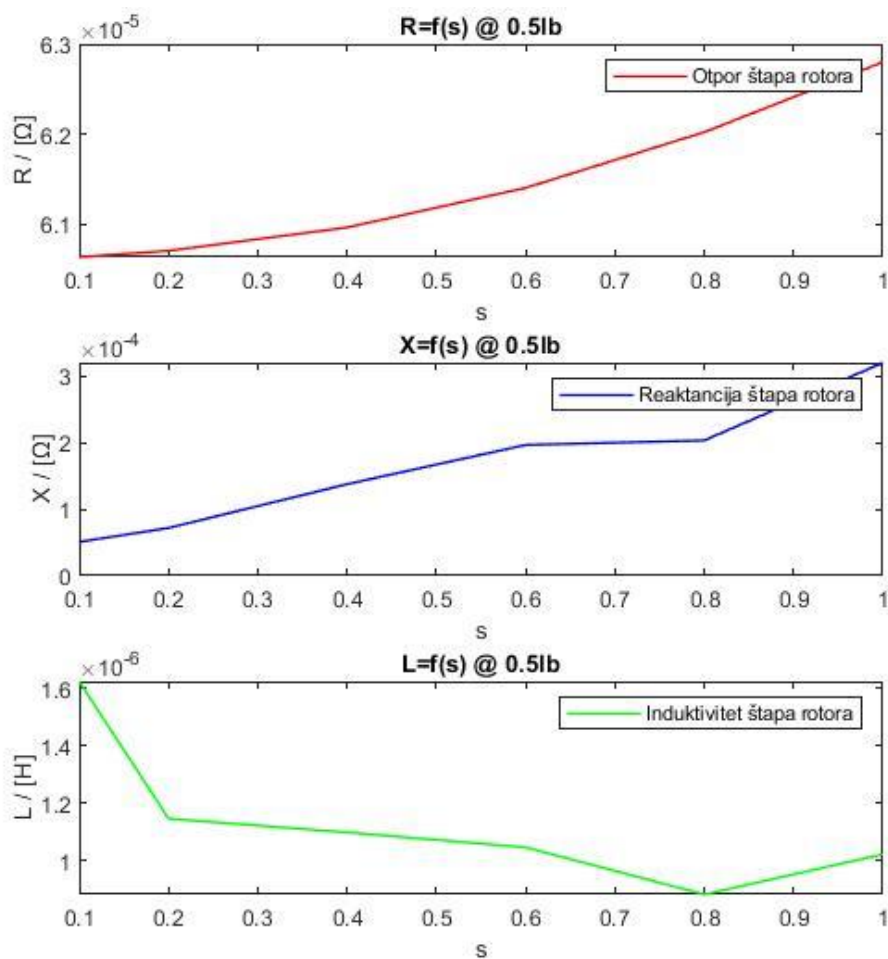 R=f(s) @ 0.5Ib
×10⁻⁵
6.3
6.2
6.1
R / [Ω]
Otpor štapa rotora
0.1 0.2 0.3 0.4 0.5 0.6 0.7 0.8 0.9 1
s
X=f(s) @ 0.5Ib
×10⁻⁴
3
2
1
0
X / [Ω]
Reaktancija štapa rotora
0.1 0.2 0.3 0.4 0.5 0.6 0.7 0.8 0.9 1
s
L=f(s) @ 0.5Ib
×10⁻⁶
1.6
1.4
1.2
1
L / [H]
Induktivitet štapa rotora
0.1 0.2 0.3 0.4 0.5 0.6 0.7 0.8 0.9 1
s